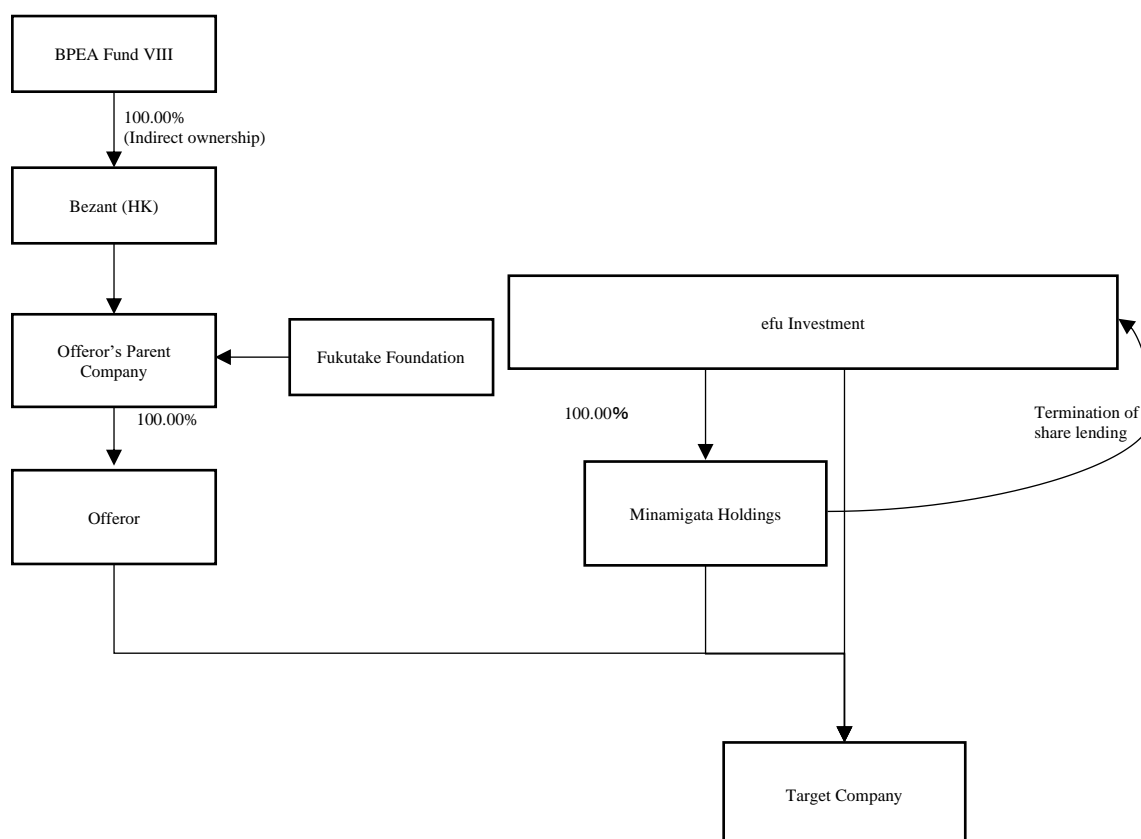 BPEA Fund VIII
100.00%
(Indirect ownership)
Bezant (HK)
efu Investment
Offeror’s Parent
Company
Fukutake Foundation
100.00%
100.00%
Termination of
share lending
Offeror
Minamigata Holdings
Target Company